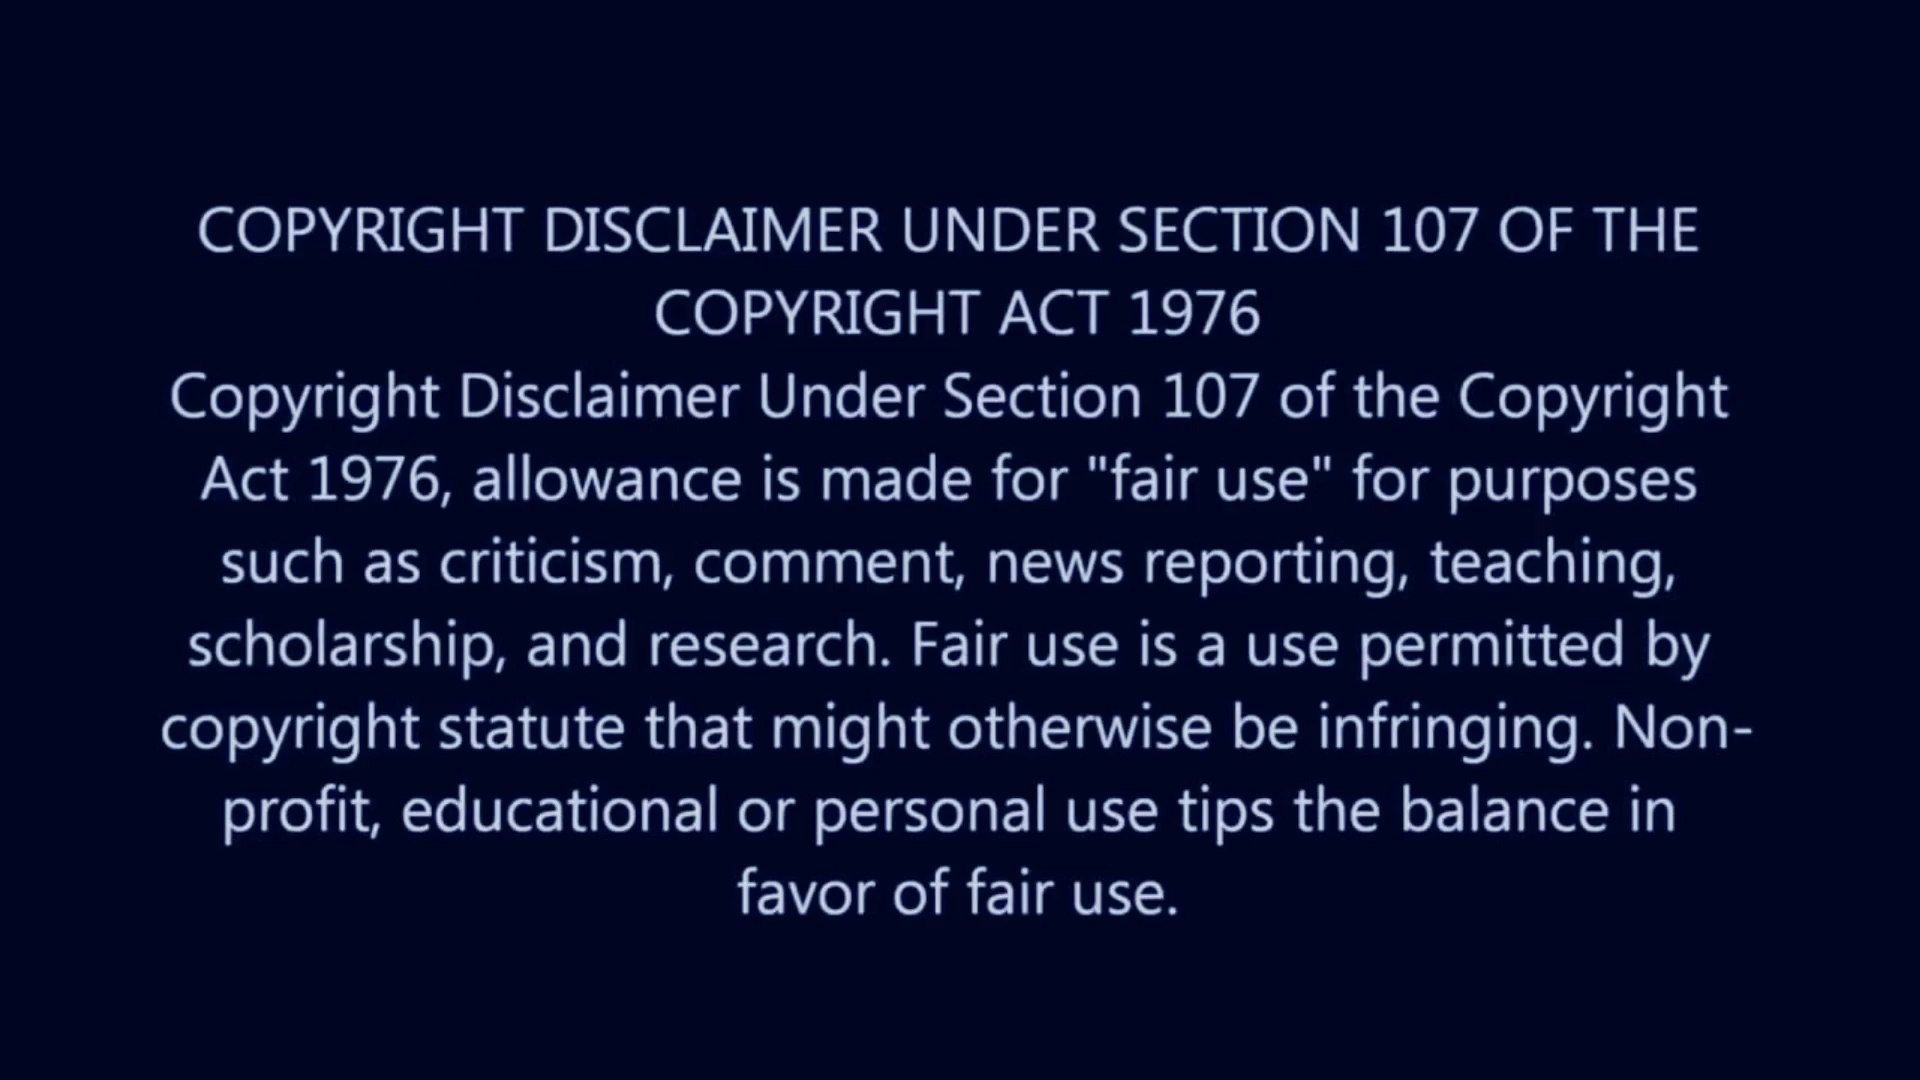 COPYRIGHT DISCLAIMER UNDER SECTION 107 OF THE
COPYRIGHT ACT 1976
Copyright Disclaimer Under Section 107 of the Copyright
Act 1976, allowance is made for "fair use" for purposes
such as criticism, comment, news reporting, teaching,
scholarship, and research. Fair use is a use permitted by
copyright statute that might otherwise be infringing. Non-
profit, educational or personal use tips the balance in
favor of fair use.